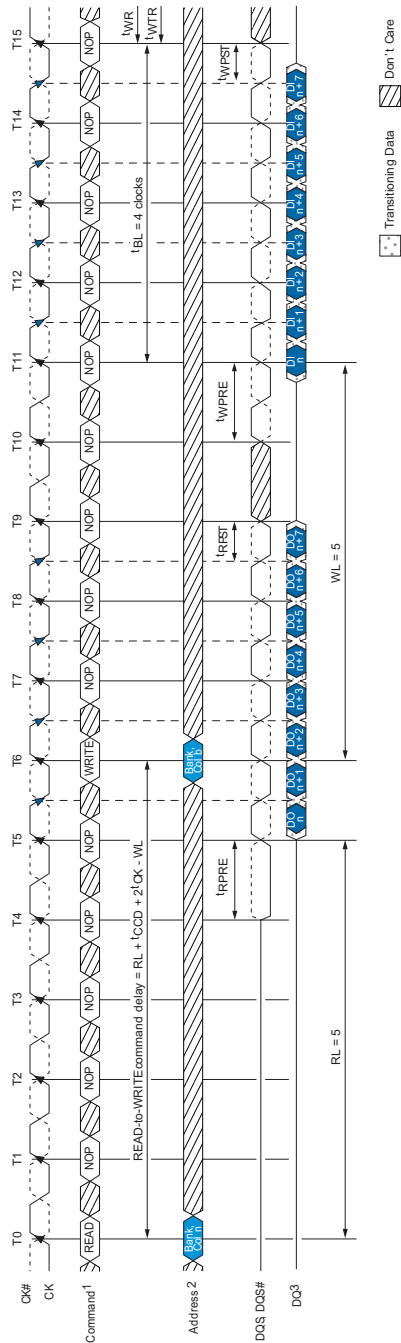 T0 T1 T2 T3 T4 T5 T6 T7 T8 T9 T10 T11 T12 T13 T14 T15
CK#
CK
Command1 READ NOP NOP NOP NOP NOP WRITE NOP NOP NOP NOP NOP NOP NOP NOP NOP
tWR
tWTR
READ-to-WRITEcommand delay = RL + tCCD + 2tCK - WL
tBL = 4 clocks
Address 2
Bank, Col n
Bank, Col b
tRPRE tRPST tWPRE tWPST
DQS, DQS#
DQ3
DO n
DO n+1
DO n+2
DO n+3
DO n+4
DO n+5
DO n+6
DO n+7
DI n
DI n+1
DI n+2
DI n+3
DI n+4
DI n+5
DI n+6
DI n+7
RL = 5
WL = 5
Transitioning Data
Don't Care